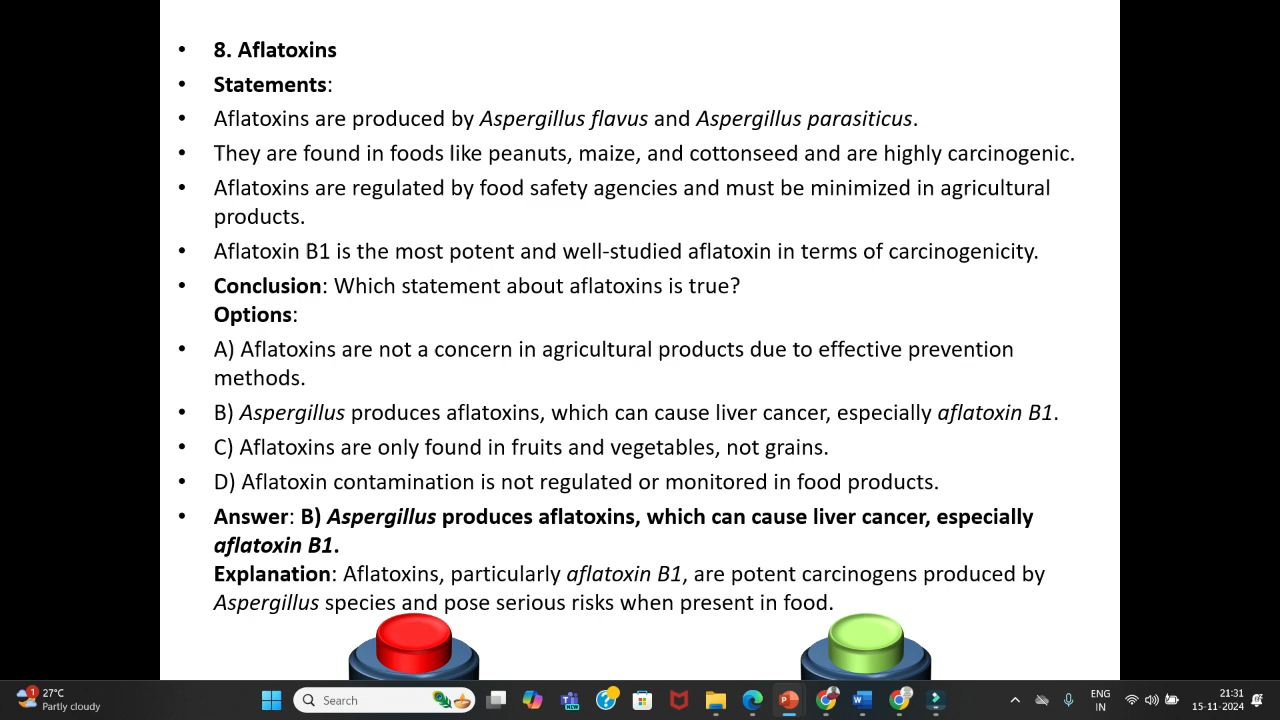 • 8. Aflatoxins
• Statements:
• Aflatoxins are produced by Aspergillus flavus and Aspergillus parasiticus.
• They are found in foods like peanuts, maize, and cottonseed and are highly carcinogenic.
• Aflatoxins are regulated by food safety agencies and must be minimized in agricultural
products.
• Aflatoxin B1 is the most potent and well-studied aflatoxin in terms of carcinogenicity.
• Conclusion: Which statement about aflatoxins is true?
Options:
• A) Aflatoxins are not a concern in agricultural products due to effective prevention
methods.
• B) Aspergillus produces aflatoxins, which can cause liver cancer, especially aflatoxin B1.
• C) Aflatoxins are only found in fruits and vegetables, not grains.
• D) Aflatoxin contamination is not regulated or monitored in food products.
• Answer: B) Aspergillus produces aflatoxins, which can cause liver cancer, especially
aflatoxin B1.
Explanation: Aflatoxins, particularly aflatoxin B1, are potent carcinogens produced by
Aspergillus species and pose serious risks when present in food.
1
27°C
Partly cloudy
Search
ENG
IN
21:31
15-11-2024